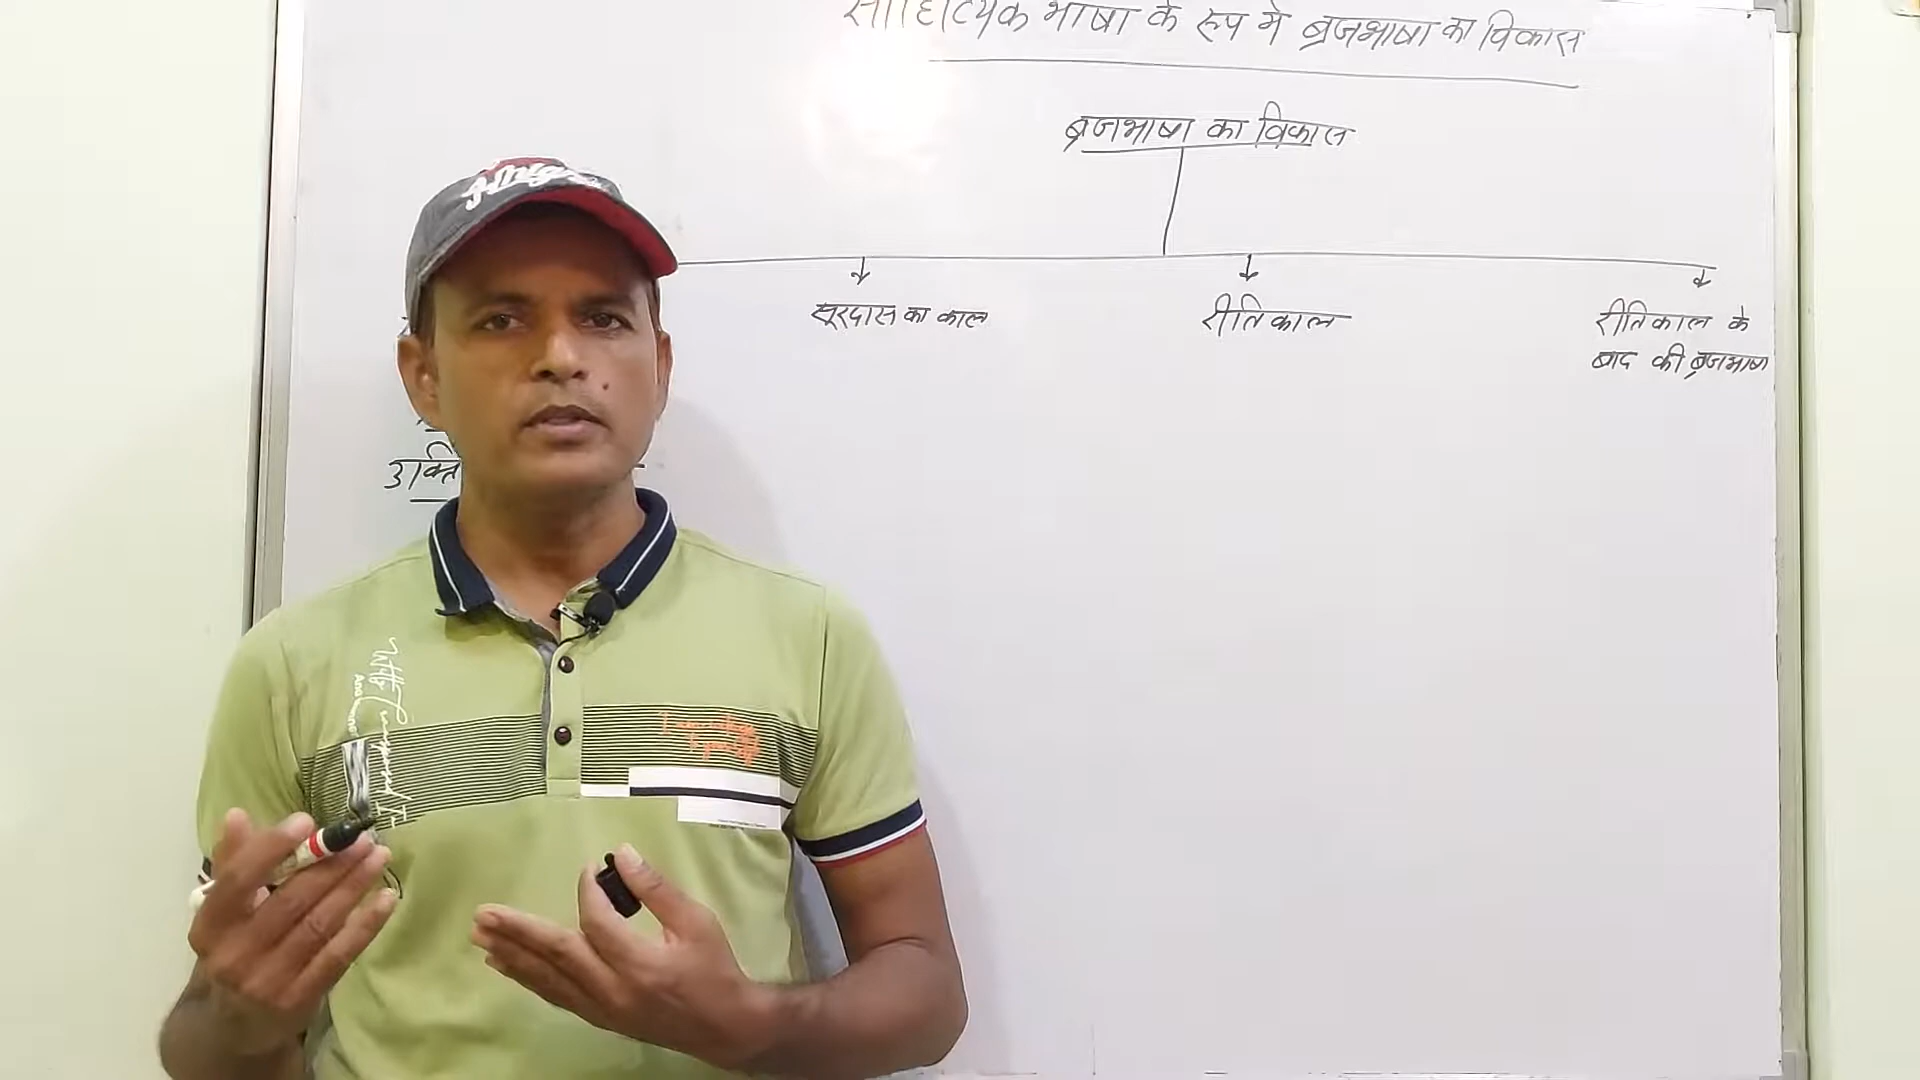 साहित्यिक भाषा के रूप मे ब्रजभाषा का विकास
ब्रजभाषा का विकास
सूरदास का काल
रीतिकाल
रीतिकाल के
बाद की ब्रजभाषा